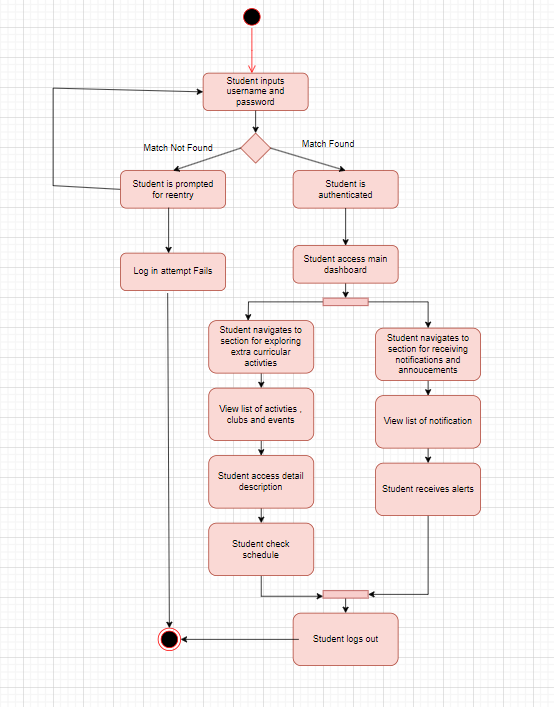 Student inputs
username and
password
Match Not Found
Match Found
Student is prompted
for reentry
Student is
authenticated
Log in attempt Fails
Student access main
dashboard
Student navigates to
section for exploring
extra curricular
activties
Student navigates to
section for receiving
notifications and
annoucements
View list of activties ,
clubs and events
View list of notification
Student access detail
description
Student receives alerts
Student check
schedule
Student logs out